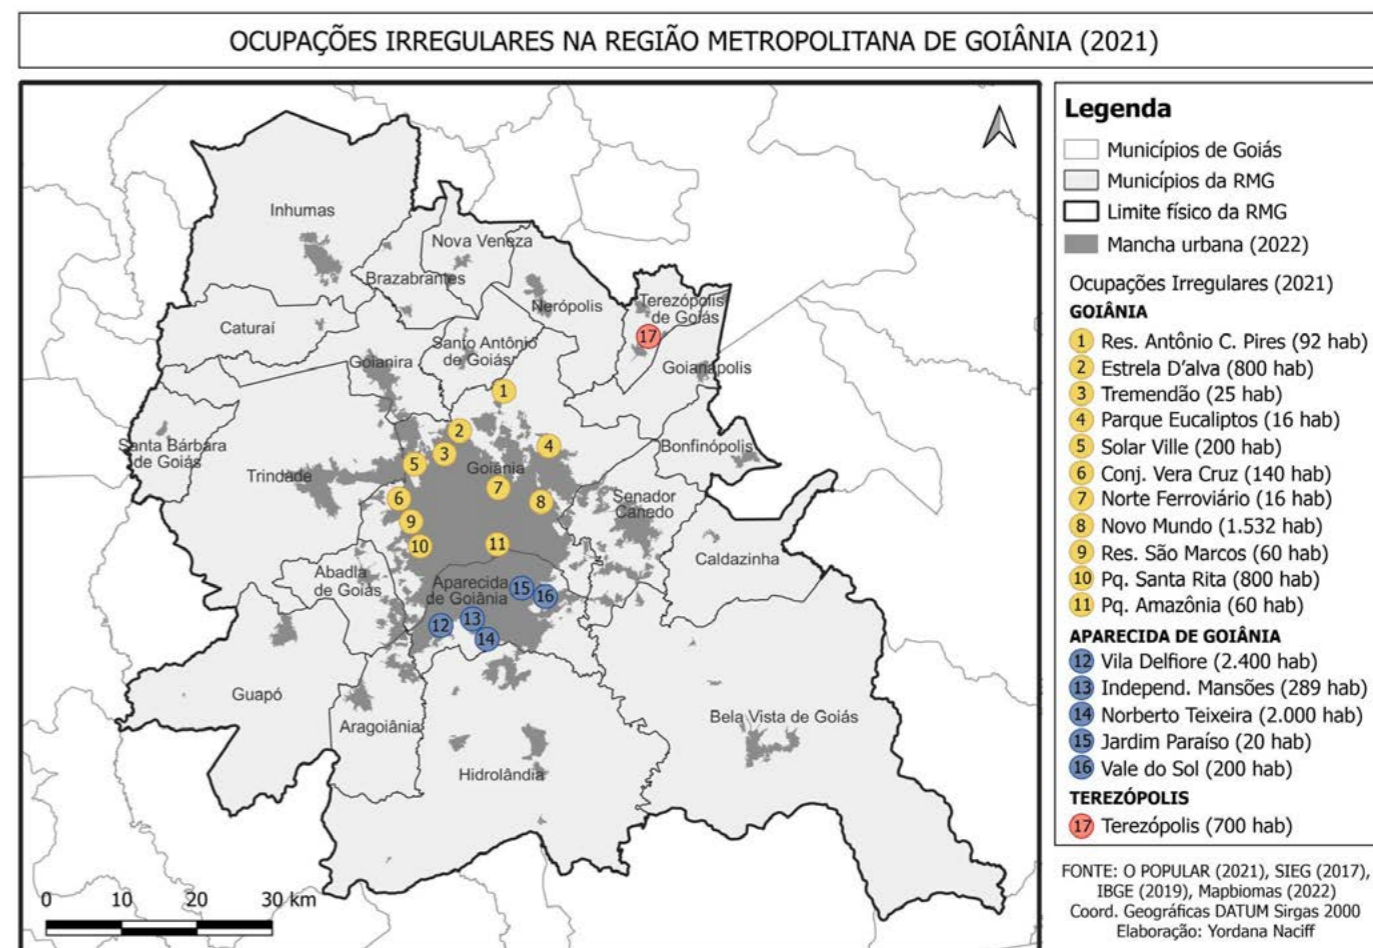 OCUPAÇÕES IRREGULARES NA REGIÃO METROPOLITANA DE GOIÂNIA (2021)
Inhumas
Nova Veneza
Brazabrantes
Nerópolis
Terezópolis
de Goiás
17
Caturaí
Santo Antônio
de Goiás
Goianira
Goianápolis
1
2
3
4
5
Santa Bárbara
de Goiás
Bonfinópolis
Trindade
Goiânia
6
7
8
Senador
Canedo
9
10
11
Caldazinha
Abadia
de Goiás
Aparecida
de Goiânia
15
16
12
13
14
Guapó
Aragoiânia
Bela Vista de Goiás
Hidrolândia
0 10 20 30 km
Legenda
Municípios de Goiás
Municípios da RMG
Limite físico da RMG
Mancha urbana (2022)
Ocupações Irregulares (2021)
GOIÂNIA
1 Res. Antônio C. Pires (92 hab)
2 Estrela D'alva (800 hab)
3 Tremendão (25 hab)
4 Parque Eucaliptos (16 hab)
5 Solar Ville (200 hab)
6 Conj. Vera Cruz (140 hab)
7 Norte Ferroviário (16 hab)
8 Novo Mundo (1.532 hab)
9 Res. São Marcos (60 hab)
10 Pq. Santa Rita (800 hab)
11 Pq. Amazônia (60 hab)
APARECIDA DE GOIÂNIA
12 Vila Delfiore (2.400 hab)
13 Independ. Mansões (289 hab)
14 Norberto Teixeira (2.000 hab)
15 Jardim Paraíso (20 hab)
16 Vale do Sol (200 hab)
TEREZÓPOLIS
17 Terezópolis (700 hab)
FONTE: O POPULAR (2021), SIEG (2017),
IBGE (2019), Mapbiomas (2022)
Coord. Geográficas DATUM Sirgas 2000
Elaboração: Yordana Naciff